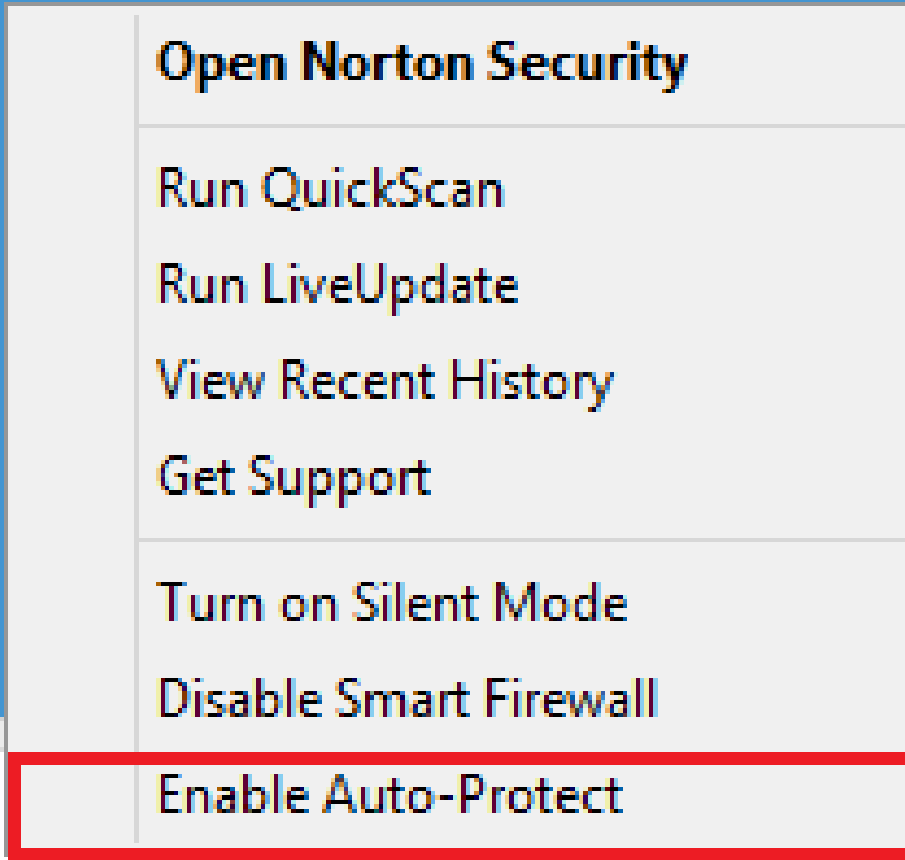 Open Norton Security
Run QuickScan
Run LiveUpdate
View Recent History
Get Support
Turn on Silent Mode
Disable Smart Firewall
Enable Auto-Protect